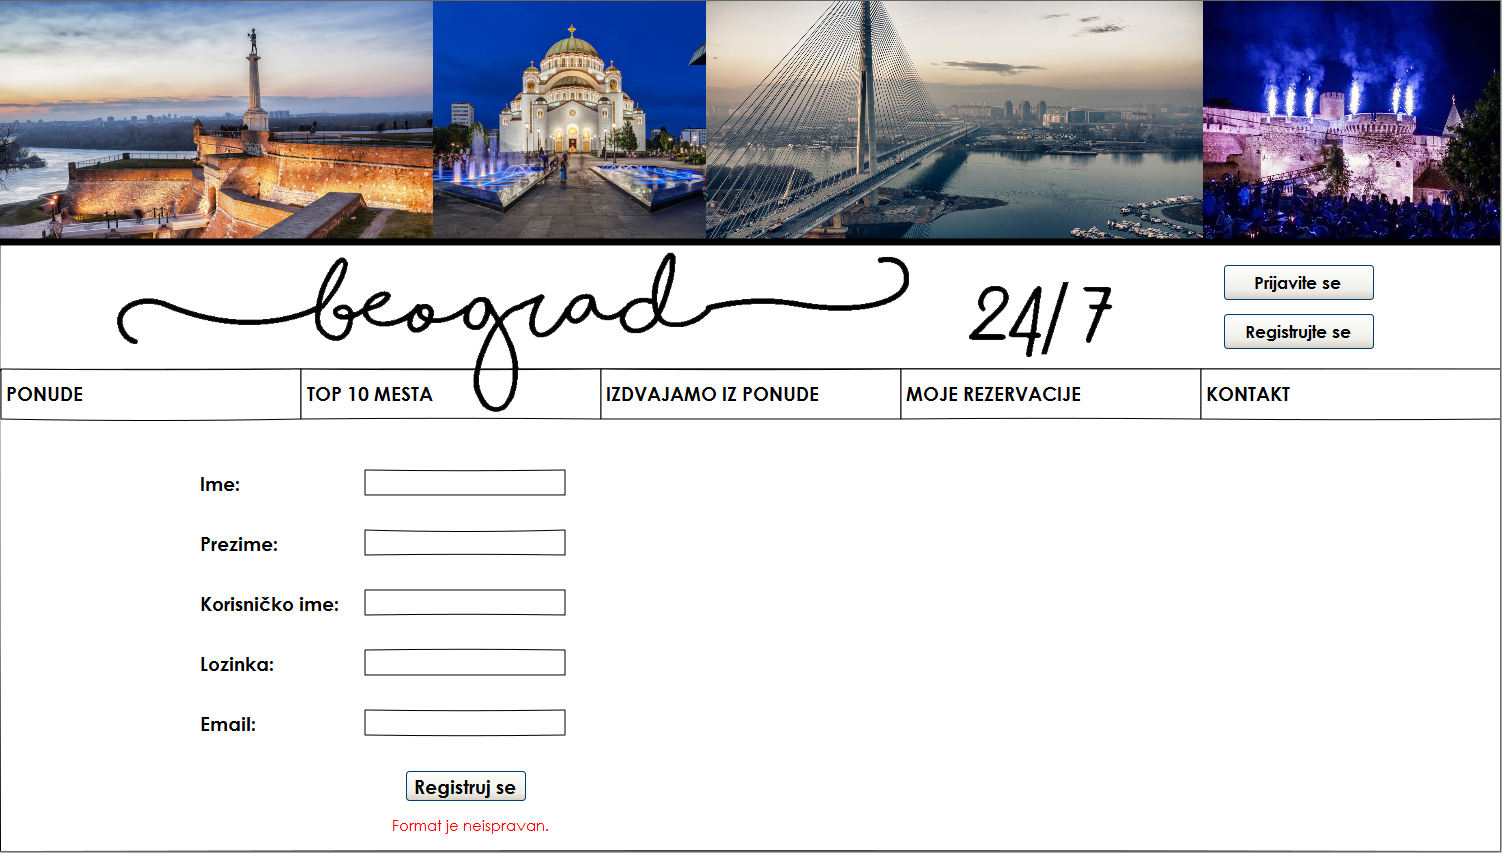 beograd 24/7
Prijavite se
Registrujte se
PONUDE
TOP 10 MESTA
IZDVAJAMO IZ PONUDE
MOJE REZERVACIJE
KONTAKT
Ime:
Prezime:
Korisničko ime:
Lozinka:
Email:
Registruj se
Format je neispravan.